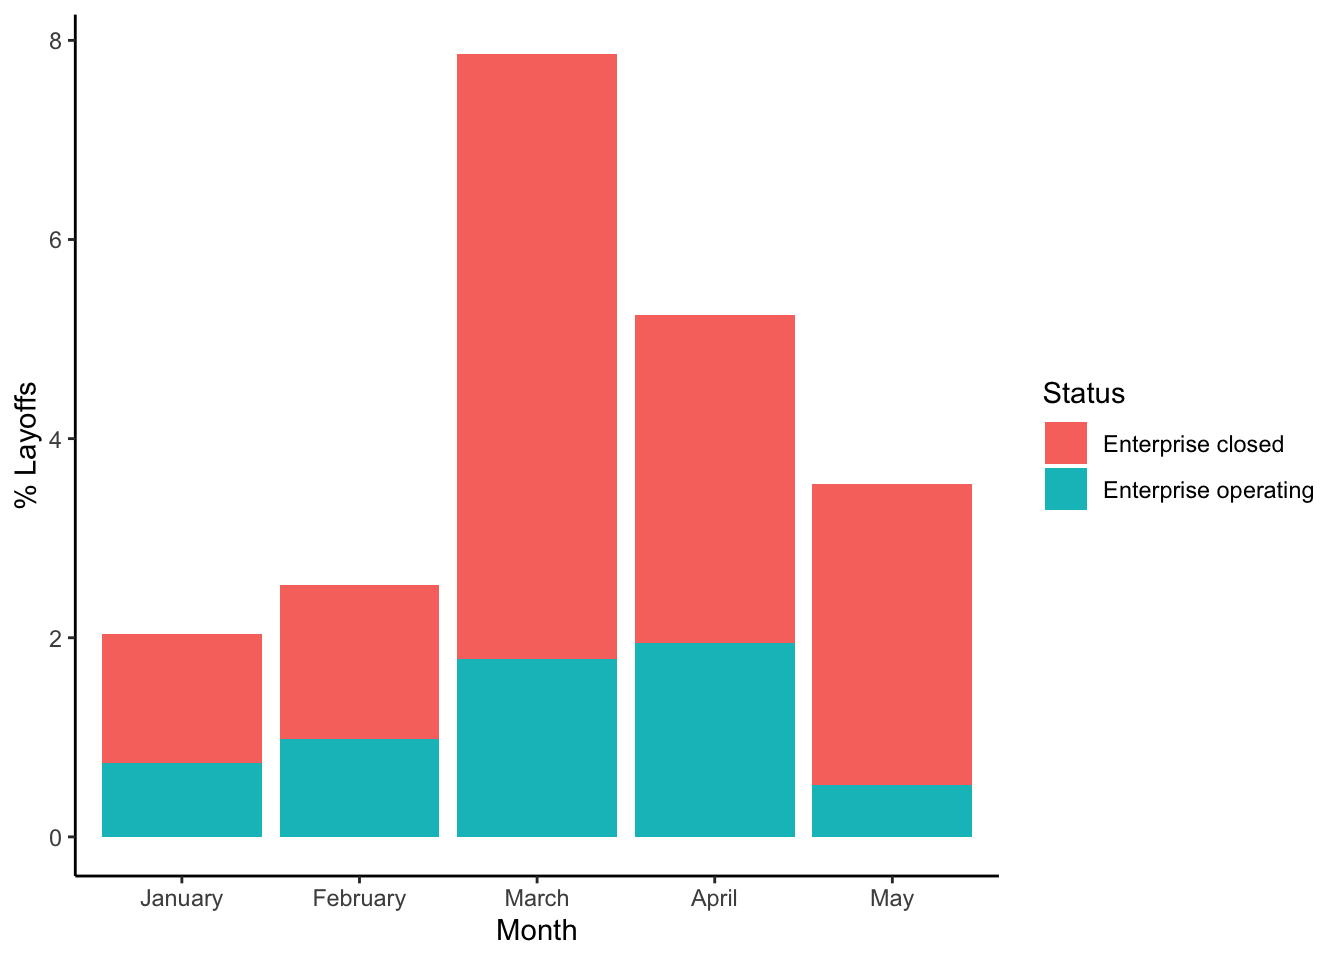 8
6
4
2
0
% Layoffs
January February March April May
Month
Status
Enterprise closed
Enterprise operating